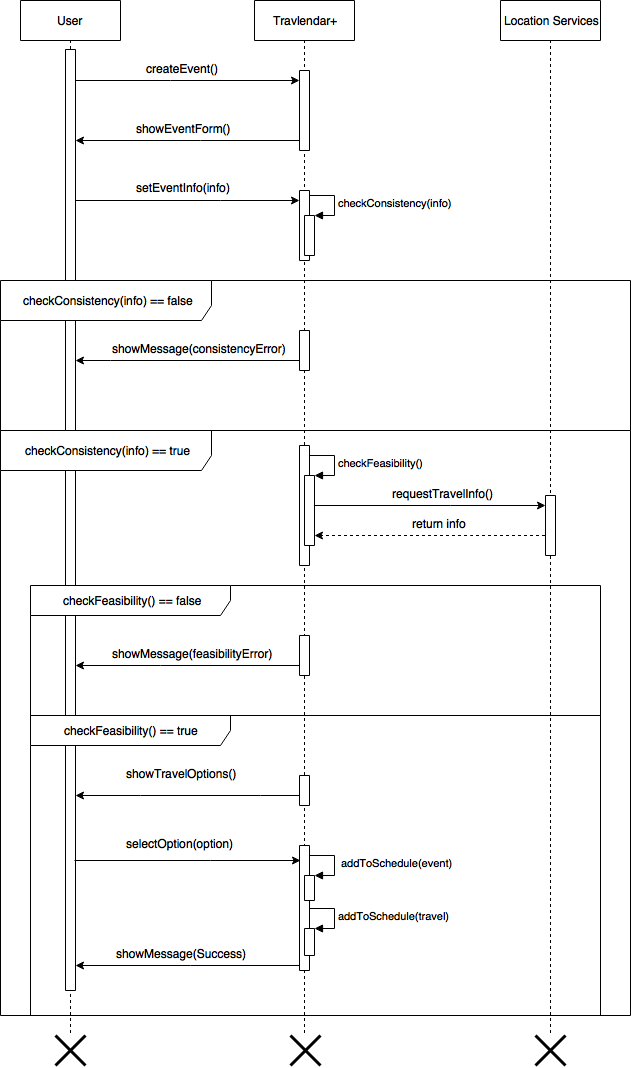 User
Travlendar+
Location Services
createEvent()
showEventForm()
setEventInfo(info)
checkConsistency(info)
checkConsistency(info) == false
showMessage(consistencyError)
checkConsistency(info) == true
checkFeasibility()
requestTravelInfo()
return info
checkFeasibility() == false
showMessage(feasibilityError)
checkFeasibility() == true
showTravelOptions()
selectOption(option)
addToSchedule(event)
addToSchedule(travel)
showMessage(Success)